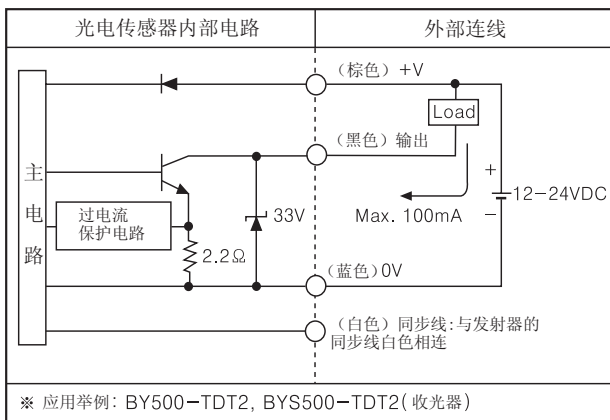 光电传感器内部电路
外部连线
（棕色）+V
Load
（黑色）输出
主电路
过电流
保护电路
33V
2.2Ω
Max. 100mA
+
12-24VDC
-
（蓝色）0V
（白色）同步线：与发射器的
同步线白色相连
※ 应用举例：BY500-TDT2, BYS500-TDT2(收光器)